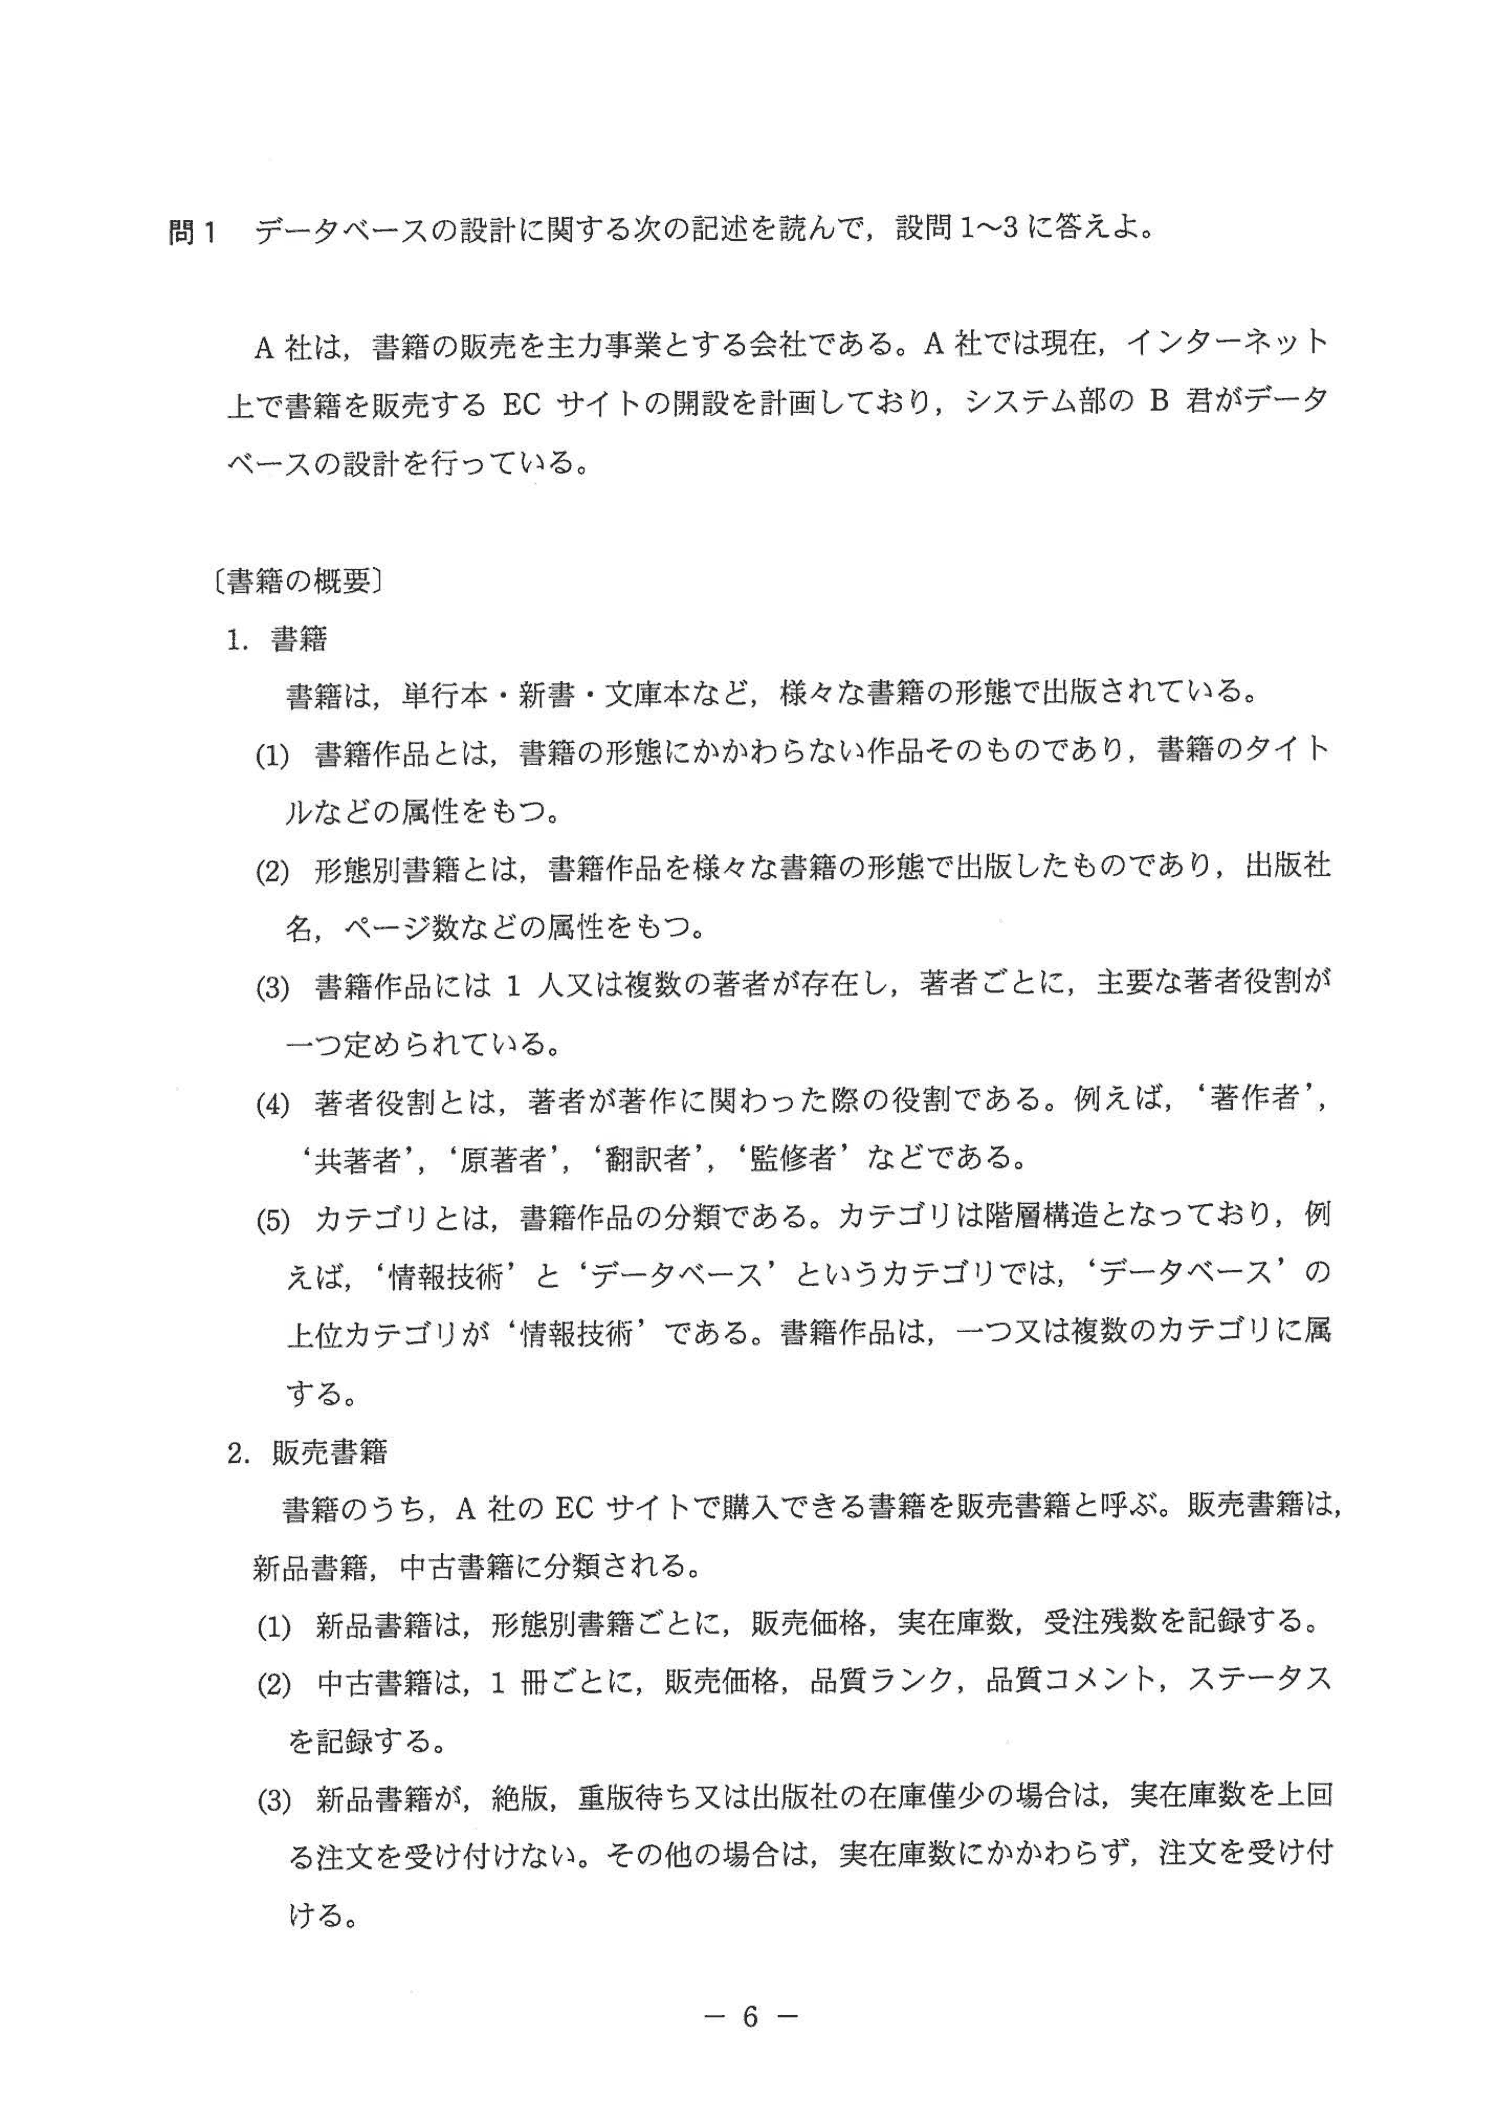 問1　データベースの設計に関する次の記述を読んで，設問1～3に答えよ。
A社は，書籍の販売を主力事業とする会社である。A社では現在，インターネット
上で書籍を販売する EC サイトの開設を計画しており，システム部の B 君がデータ
ベースの設計を行っている。
〔書籍の概要〕
1．書籍
書籍は，単行本・新書・文庫本など，様々な書籍の形態で出版されている。
(1) 書籍作品とは，書籍の形態にかかわらない作品そのものであり，書籍のタイト
ルなどの属性をもつ。
(2) 形態別書籍とは，書籍作品を様々な書籍の形態で出版したものであり，出版社
名，ページ数などの属性をもつ。
(3) 書籍作品には 1 人又は複数の著者が存在し，著者ごとに，主要な著者役割が
一つ定められている。
(4) 著者役割とは，著者が著作に関わった際の役割である。例えば，‘著作者’，
‘共著者’，‘原著者’，‘翻訳者’，‘監修者’ などである。
(5) カテゴリとは，書籍作品の分類である。カテゴリは階層構造となっており，例
えば，‘情報技術’ と ‘データベース’ というカテゴリでは，‘データベース’ の
上位カテゴリが ‘情報技術’ である。書籍作品は，一つ又は複数のカテゴリに属
する。
2．販売書籍
書籍のうち，A 社の EC サイトで購入できる書籍を販売書籍と呼ぶ。販売書籍は，
新品書籍，中古書籍に分類される。
(1) 新品書籍は，形態別書籍ごとに，販売価格，実在庫数，受注残数を記録する。
(2) 中古書籍は，1 冊ごとに，販売価格，品質ランク，品質コメント，ステータス
を記録する。
(3) 新品書籍が，絶版，重版待ち又は出版社の在庫僅少の場合は，実在庫数を上回
る注文を受け付けない。その他の場合は，実在庫数にかかわらず，注文を受け付
ける。
－ 6 －